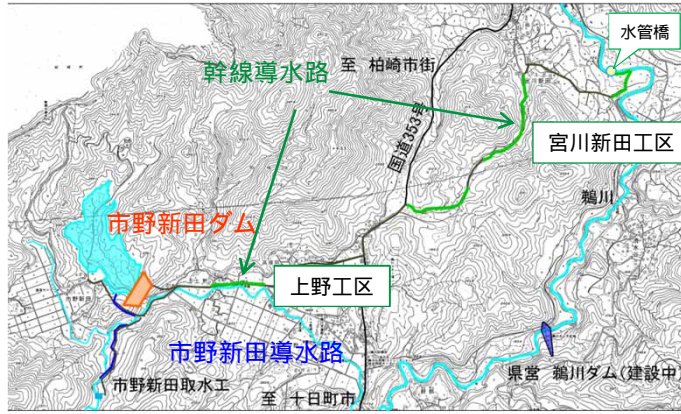 水管橋
至 柏崎市街
幹線導水路
国道353号
宮川新田工区
鵜川
市野新田ダム
上野工区
市野新田導水路
県営 鵜川ダム(建設中)
市野新田取水工
至 十日町市